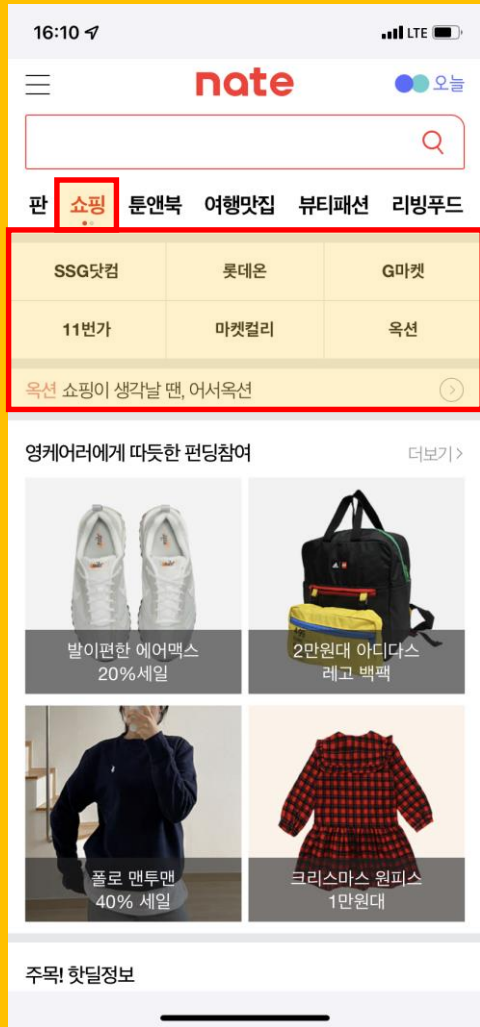 16:10 LTE
nate 오늘
판 쇼핑 툰앤북 여행맛집 뷰티패션 리빙푸드
SSG닷컴 롯데온 G마켓
11번가 마켓컬리 옥션
옥션 쇼핑이 생각날 땐, 어서옥션
영케어러에게 따듯한 펀딩참여 더보기
발이편한 에어맥스
20%세일
2만원대 아디다스
레고 백팩
폴로 맨투맨
40% 세일
크리스마스 원피스
1만원대
주목! 핫딜정보